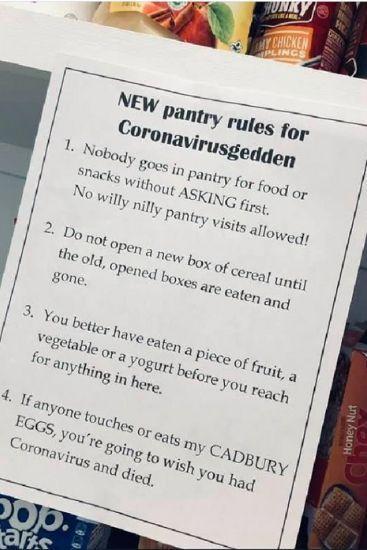 HUNKY
CHICKEN
NEW pantry rules for
Coronavirusgedden
1. Nobody goes in pantry for food or
snacks without ASKING first.
No willy nilly pantry visits allowed!
2. Do not open a new box of cereal until
the old, opened boxes are eaten and
gone.
3. You better have eaten a piece of fruit, a
vegetable or a yogurt before you reach
for anything in here.
4. If anyone touches or eats my CADBURY
EGGS, you're going to wish you had
Coronavirus and died.
Honey Nut
pop.
tarts